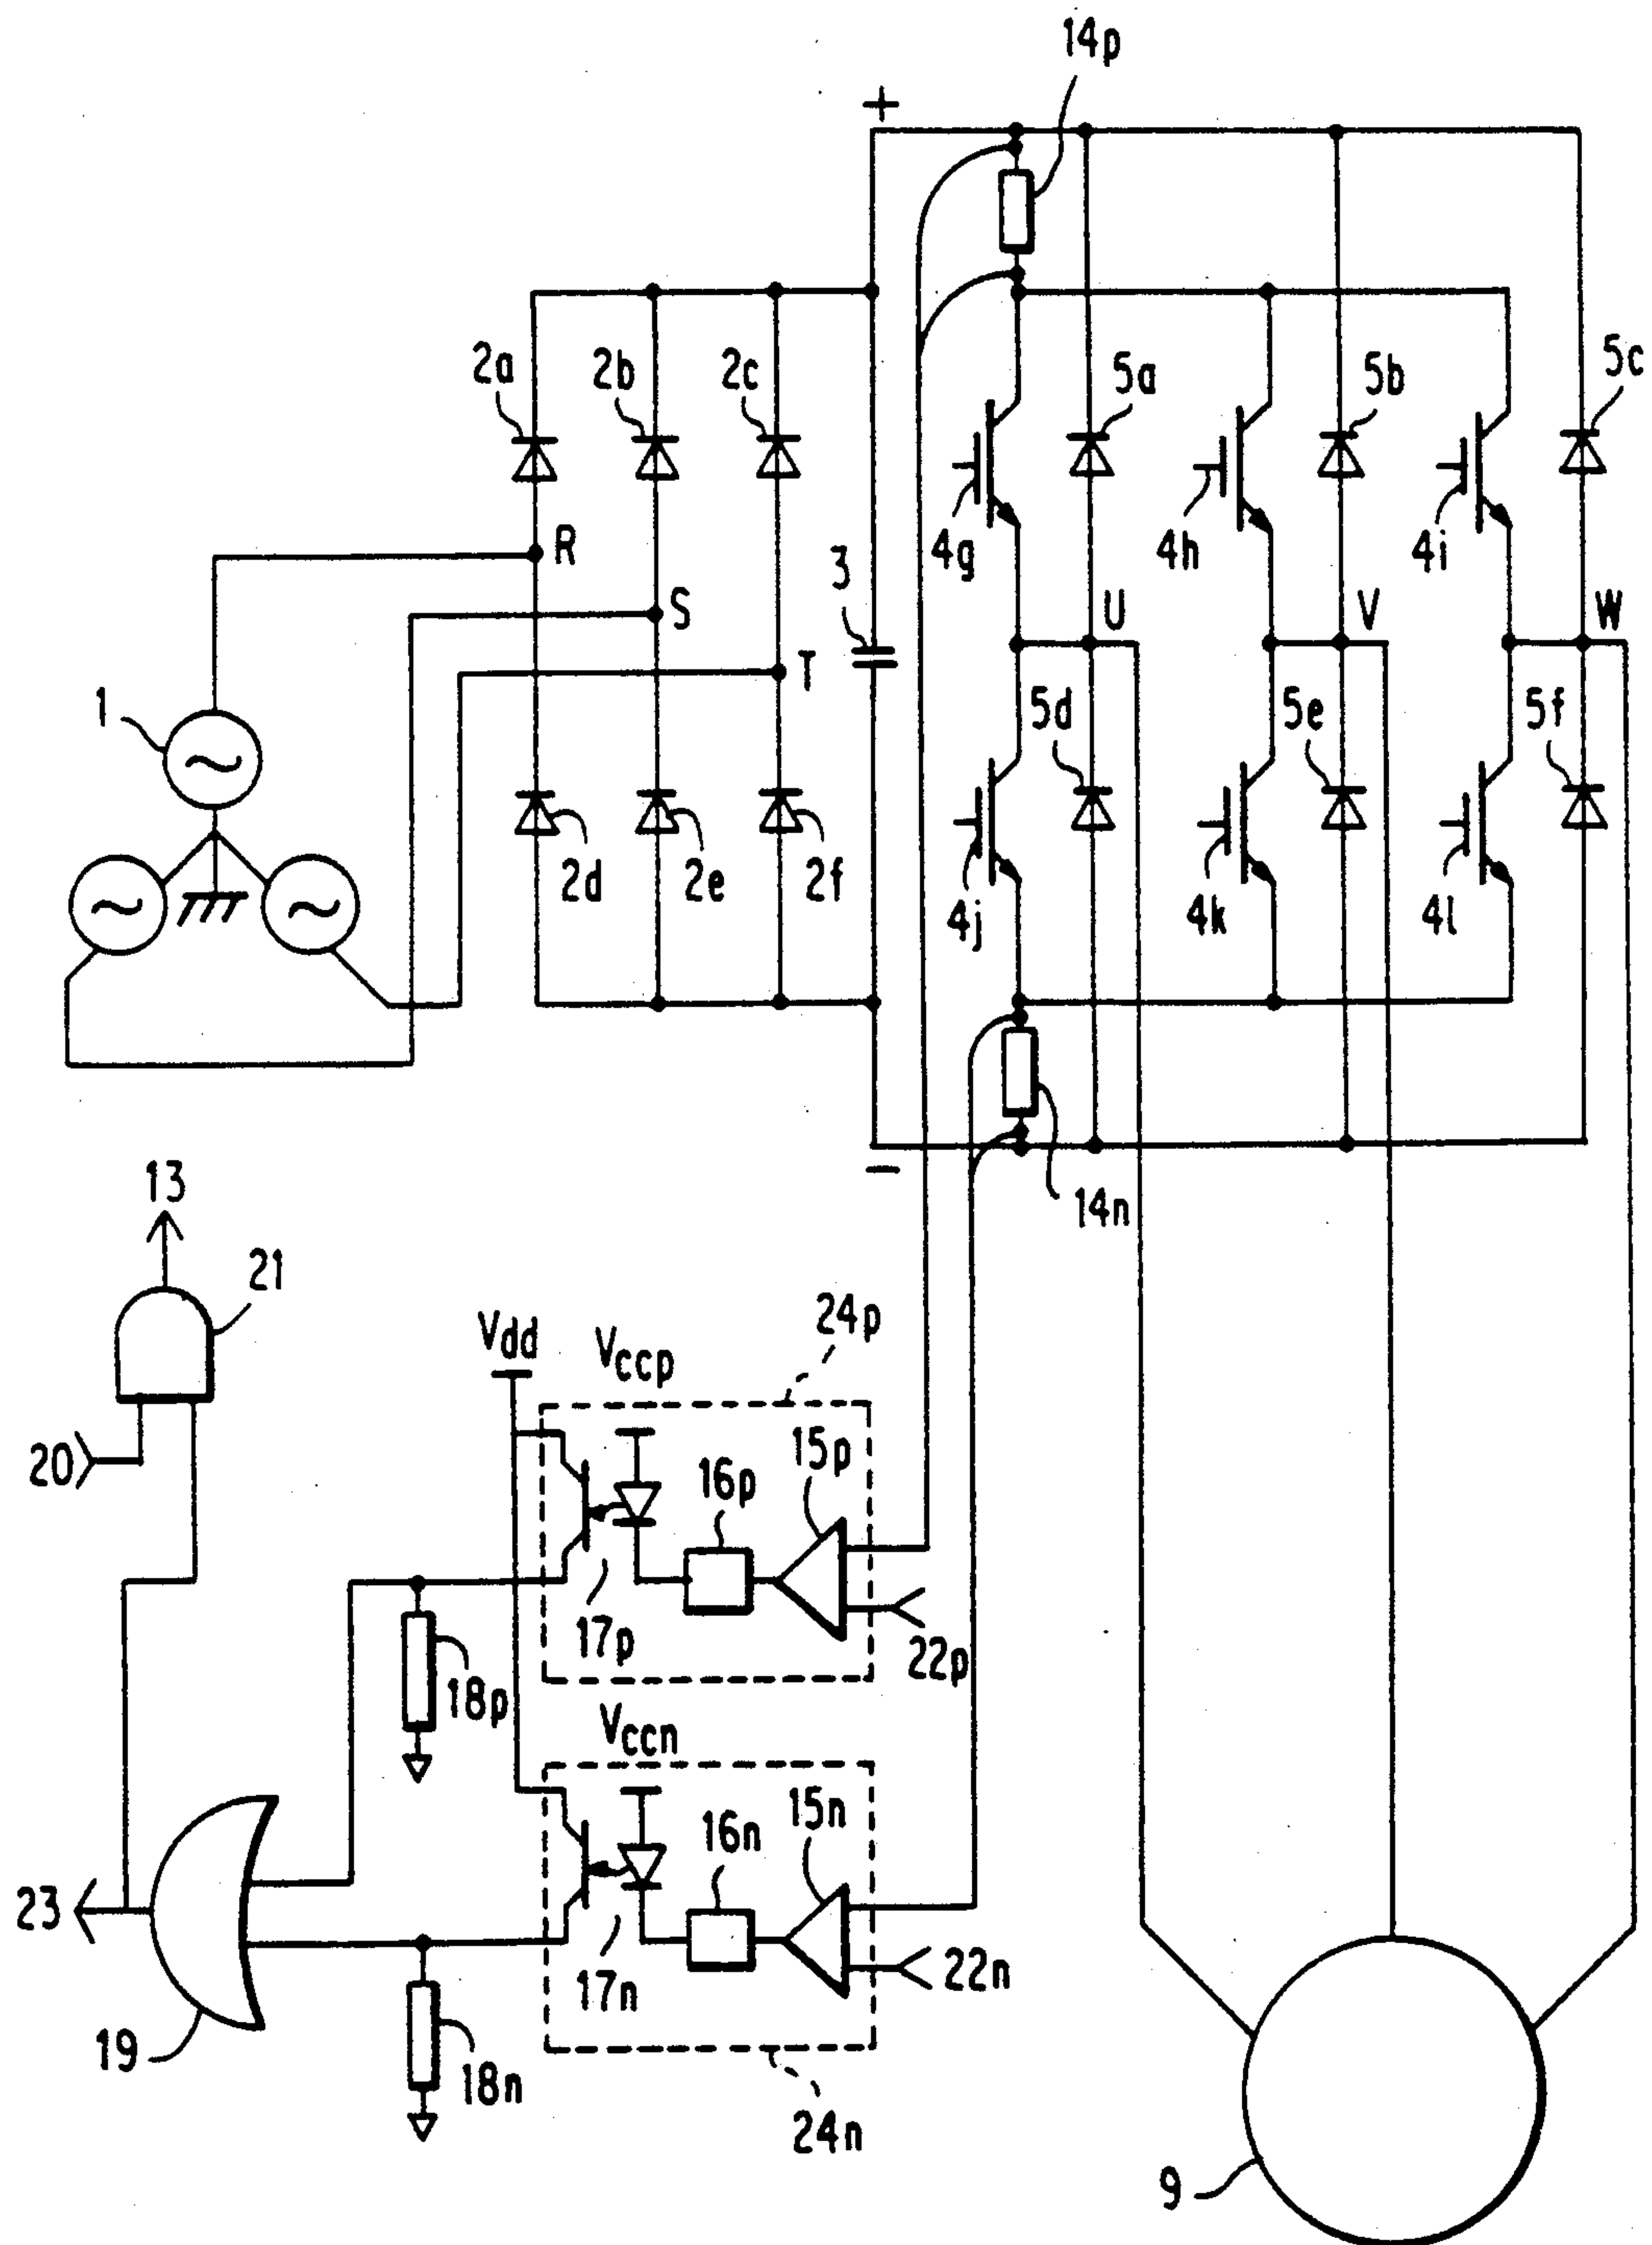 14p
+
2a
2b
2c
5a
5b
5c
R
4g
4h
4i
3
S
U
V
W
T
1
5d
5e
5f
2d
2e
2f
4j
4k
4l
−
13
14n
21
24p
Vdd
Vccp
15p
20
16p
17p
22p
18p
Vccn
15n
16n
23
17n
22n
19
18n
24n
9